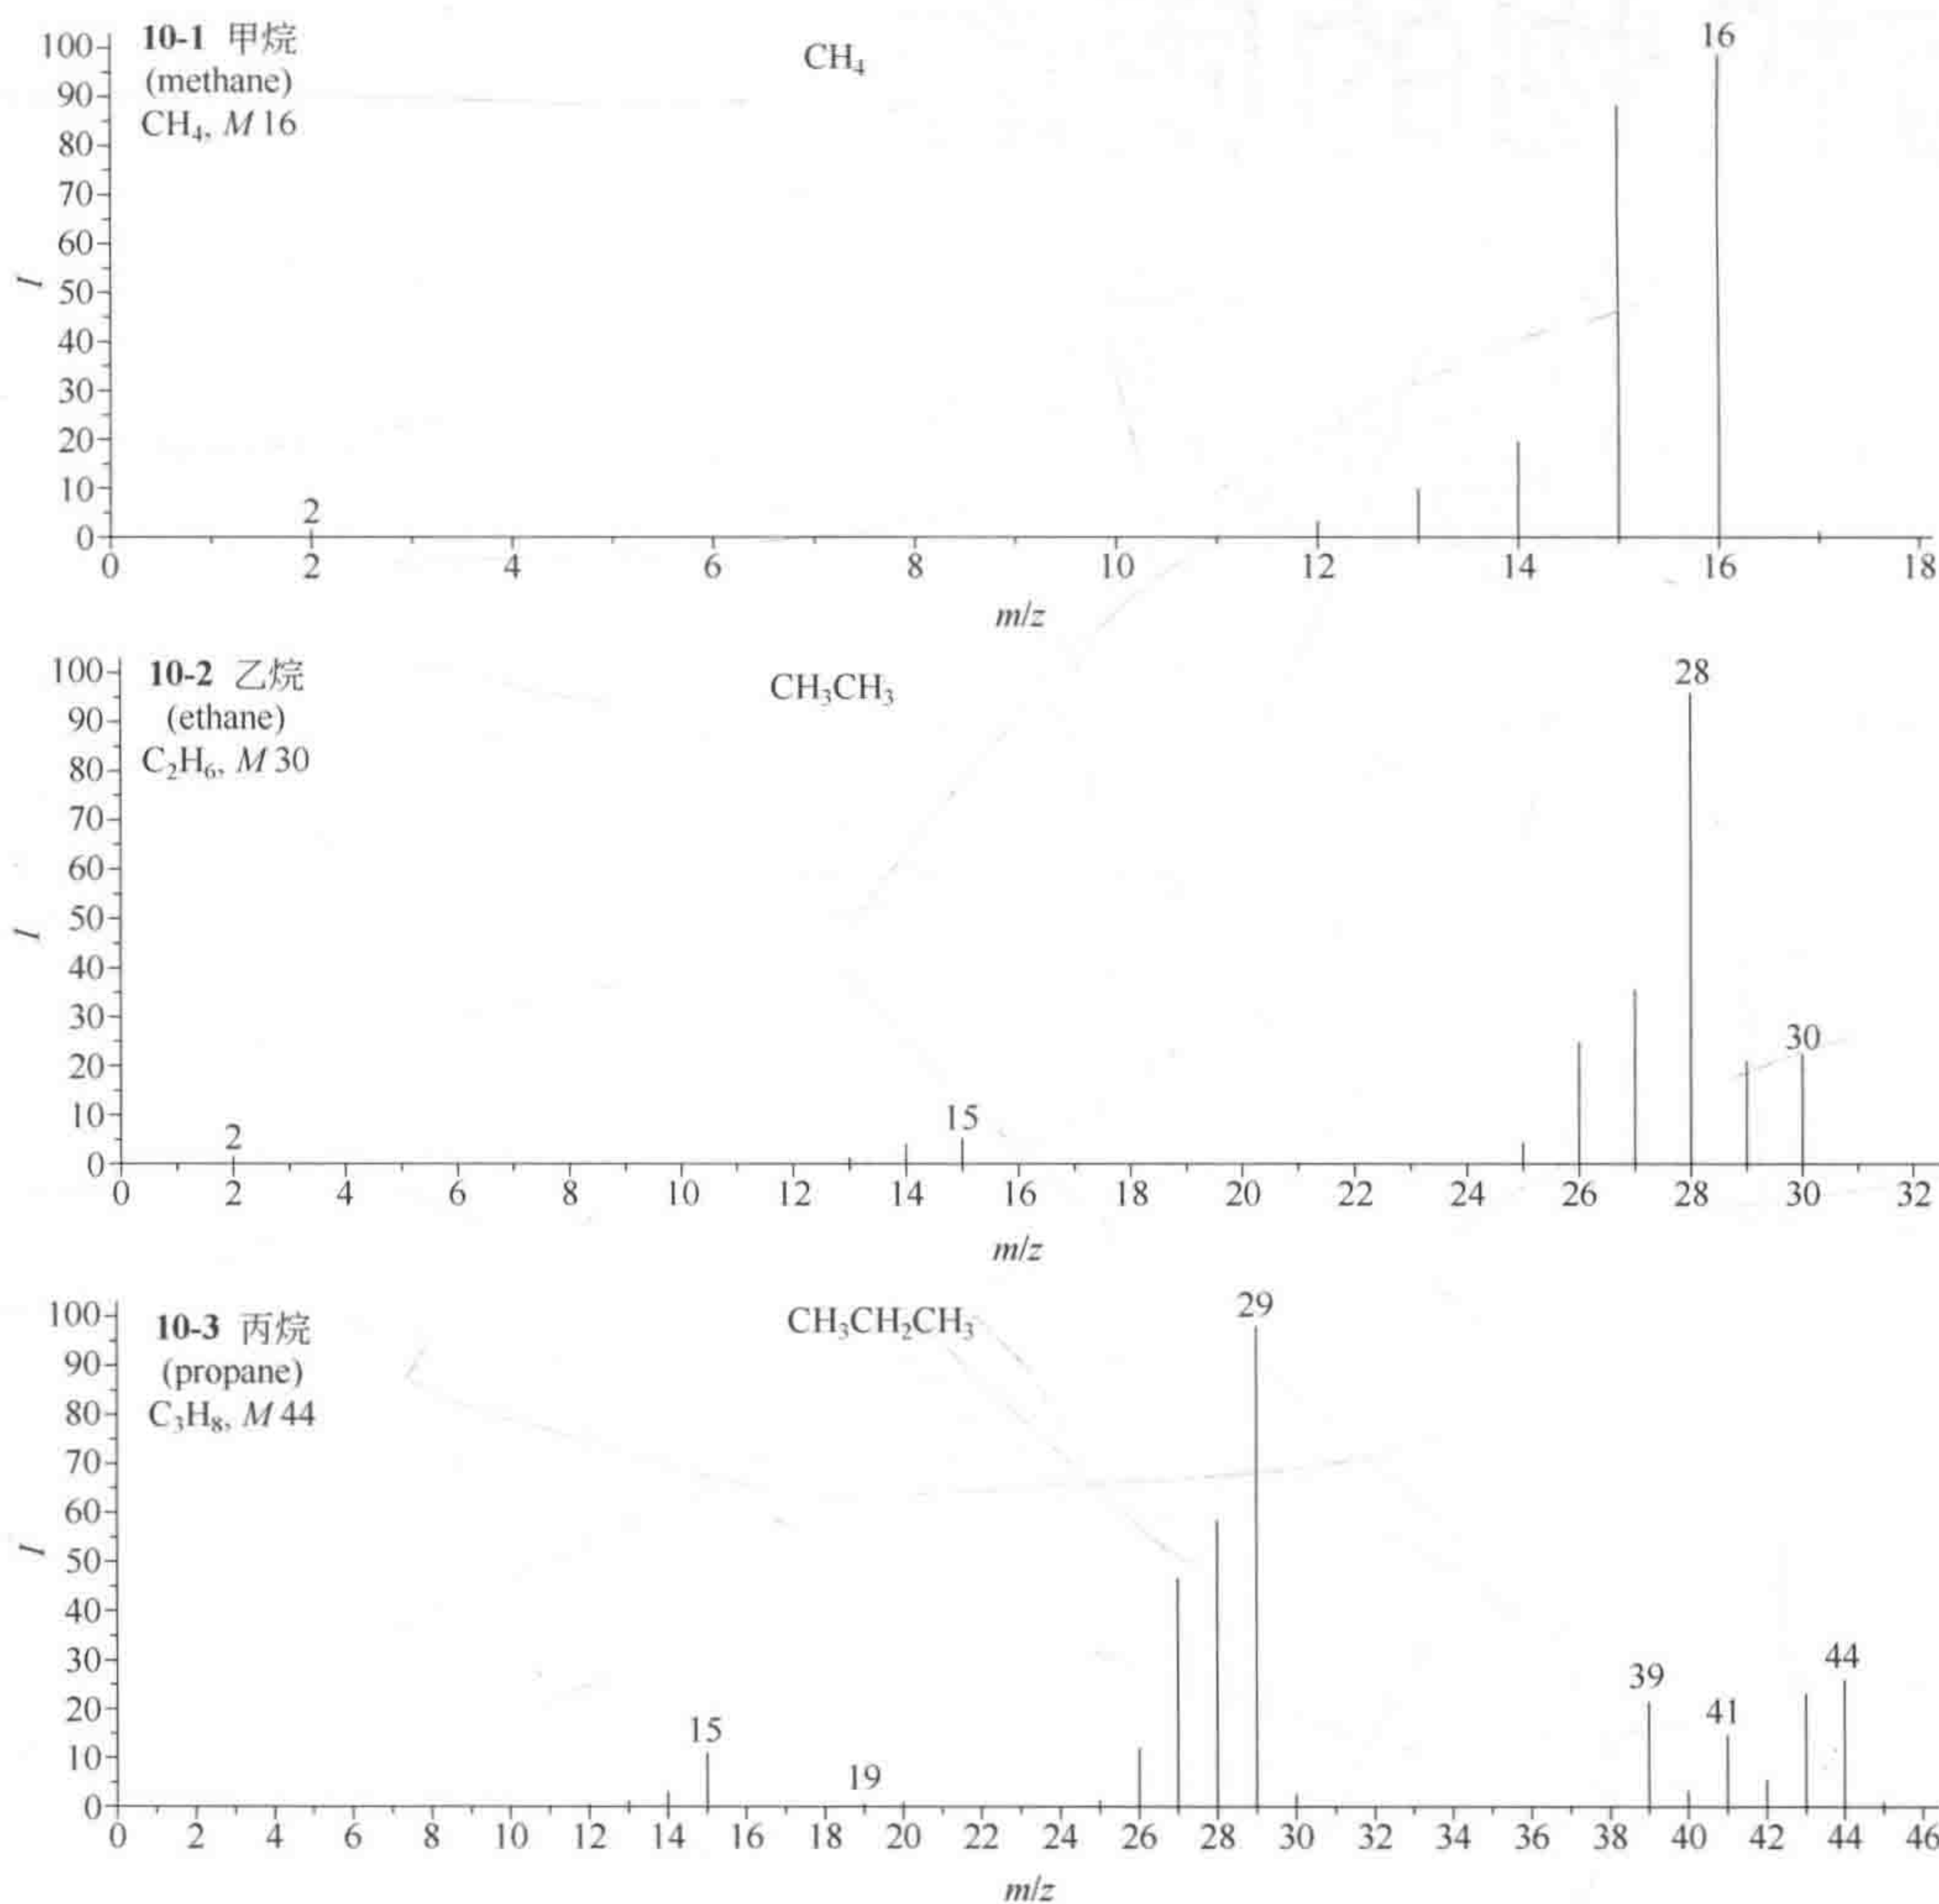 10-1 甲烷
(methane)
CH₄, M 16
CH₄
16
100
90
80
70
60
50
40
30
20
10
0
I
2
0 2 4 6 8 10 12 14 16 18
m/z
10-2 乙烷
(ethane)
C₂H₆, M 30
CH₃CH₃
28
100
90
80
70
60
50
40
30
20
10
0
I
30
15
2
0 2 4 6 8 10 12 14 16 18 20 22 24 26 28 30 32
m/z
10-3 丙烷
(propane)
C₃H₈, M 44
CH₃CH₂CH₃
29
100
90
80
70
60
50
40
30
20
10
0
I
44
39
41
15
19
0 2 4 6 8 10 12 14 16 18 20 22 24 26 28 30 32 34 36 38 40 42 44 46
m/z